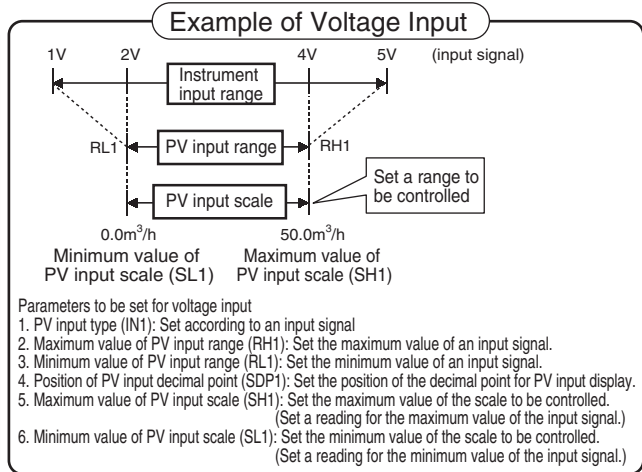 Example of Voltage Input
1V 2V 4V 5V (input signal)
Instrument
input range
RL1 PV input range RH1
PV input scale
Set a range to
be controlled
0.0m³/h 50.0m³/h
Minimum value of
PV input scale (SL1)
Maximum value of
PV input scale (SH1)
Parameters to be set for voltage input
1. PV input type (IN1): Set according to an input signal
2. Maximum value of PV input range (RH1): Set the maximum value of an input signal.
3. Minimum value of PV input range (RL1): Set the minimum value of an input signal.
4. Position of PV input decimal point (SDP1): Set the position of the decimal point for PV input display.
5. Maximum value of PV input scale (SH1): Set the maximum value of the scale to be controlled.
(Set a reading for the maximum value of the input signal.)
6. Minimum value of PV input scale (SL1): Set the minimum value of the scale to be controlled.
(Set a reading for the minimum value of the input signal.)